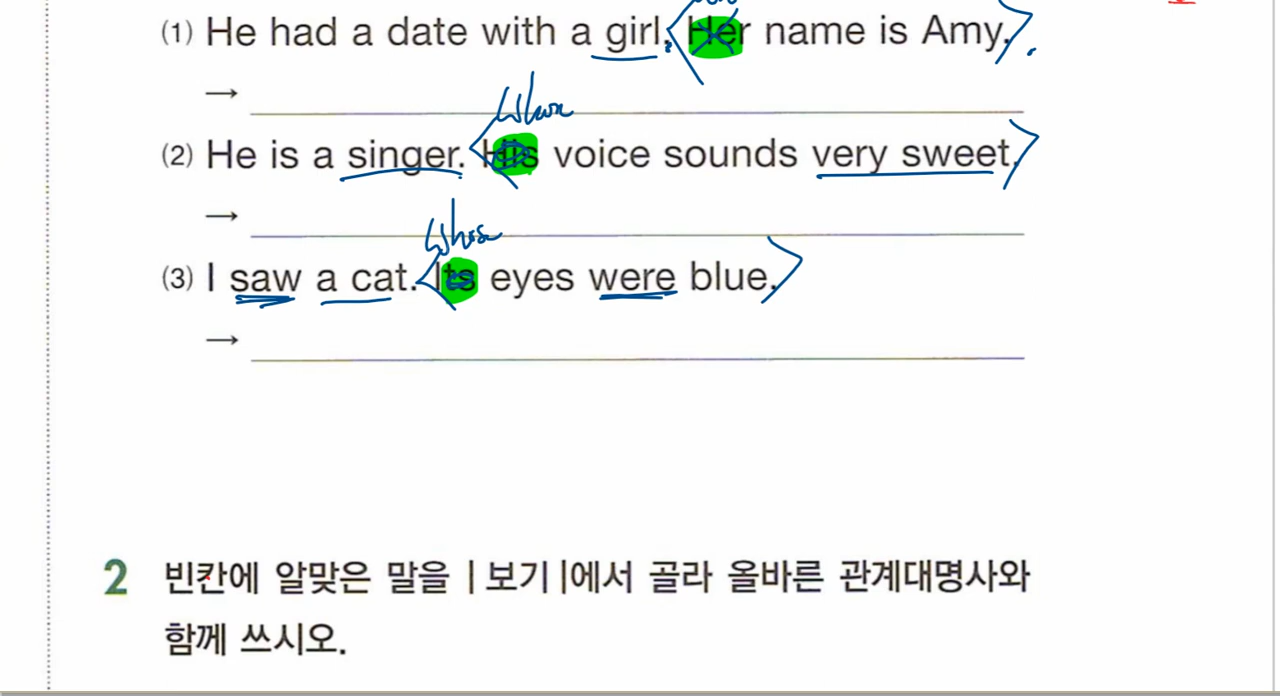 (1) He had a date with a girl. Her name is Amy.
→
Whose
(2) He is a singer. His voice sounds very sweet.
→
Whose
(3) I saw a cat. Its eyes were blue.
→
2 빈칸에 알맞은 말을 |보기|에서 골라 올바른 관계대명사와
함께 쓰시오.